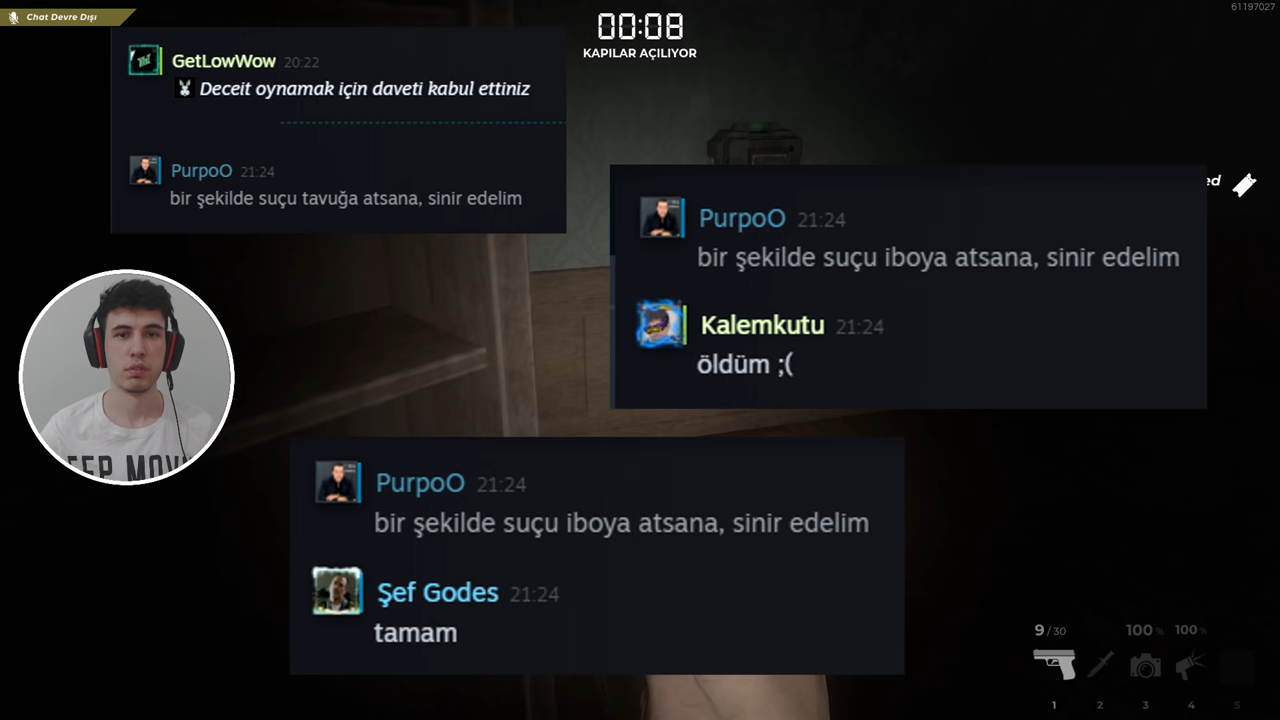 Chat Devre Dışı
61197027
00:08
KAPILAR AÇILIYOR
GetLowWow 20:22
Deceit oynamak için daveti kabul ettiniz
PurpoO 21:24
bir şekilde suçu tavuğa atsana, sinir edelim
ed
PurpoO 21:24
bir şekilde suçu iboya atsana, sinir edelim
Kalemkutu 21:24
öldüm ;(
PurpoO 21:24
bir şekilde suçu iboya atsana, sinir edelim
Şef Godes 21:24
tamam
EEP MOV
9 / 30 100 % 100 %
1 2 3 4 5